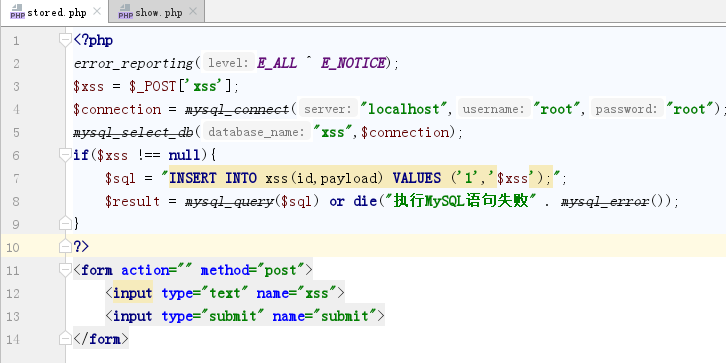 stored.php × show.php ×
1 <?php
2 error_reporting( level: E_ALL ^ E_NOTICE);
3 $xss = $_POST['xss'];
4 $connection = mysql_connect( server: "localhost", username: "root", password: "root");
5 mysql_select_db( database_name: "xss",$connection);
6 if($xss !== null){
7 $sql = "INSERT INTO xss(id,payload) VALUES ('1','$xss');";
8 $result = mysql_query($sql) or die("执行MySQL语句失败" . mysql_error());
9 }
10 ?>
11 <form action="" method="post">
12 <input type="text" name="xss">
13 <input type="submit" name="submit">
14 </form>